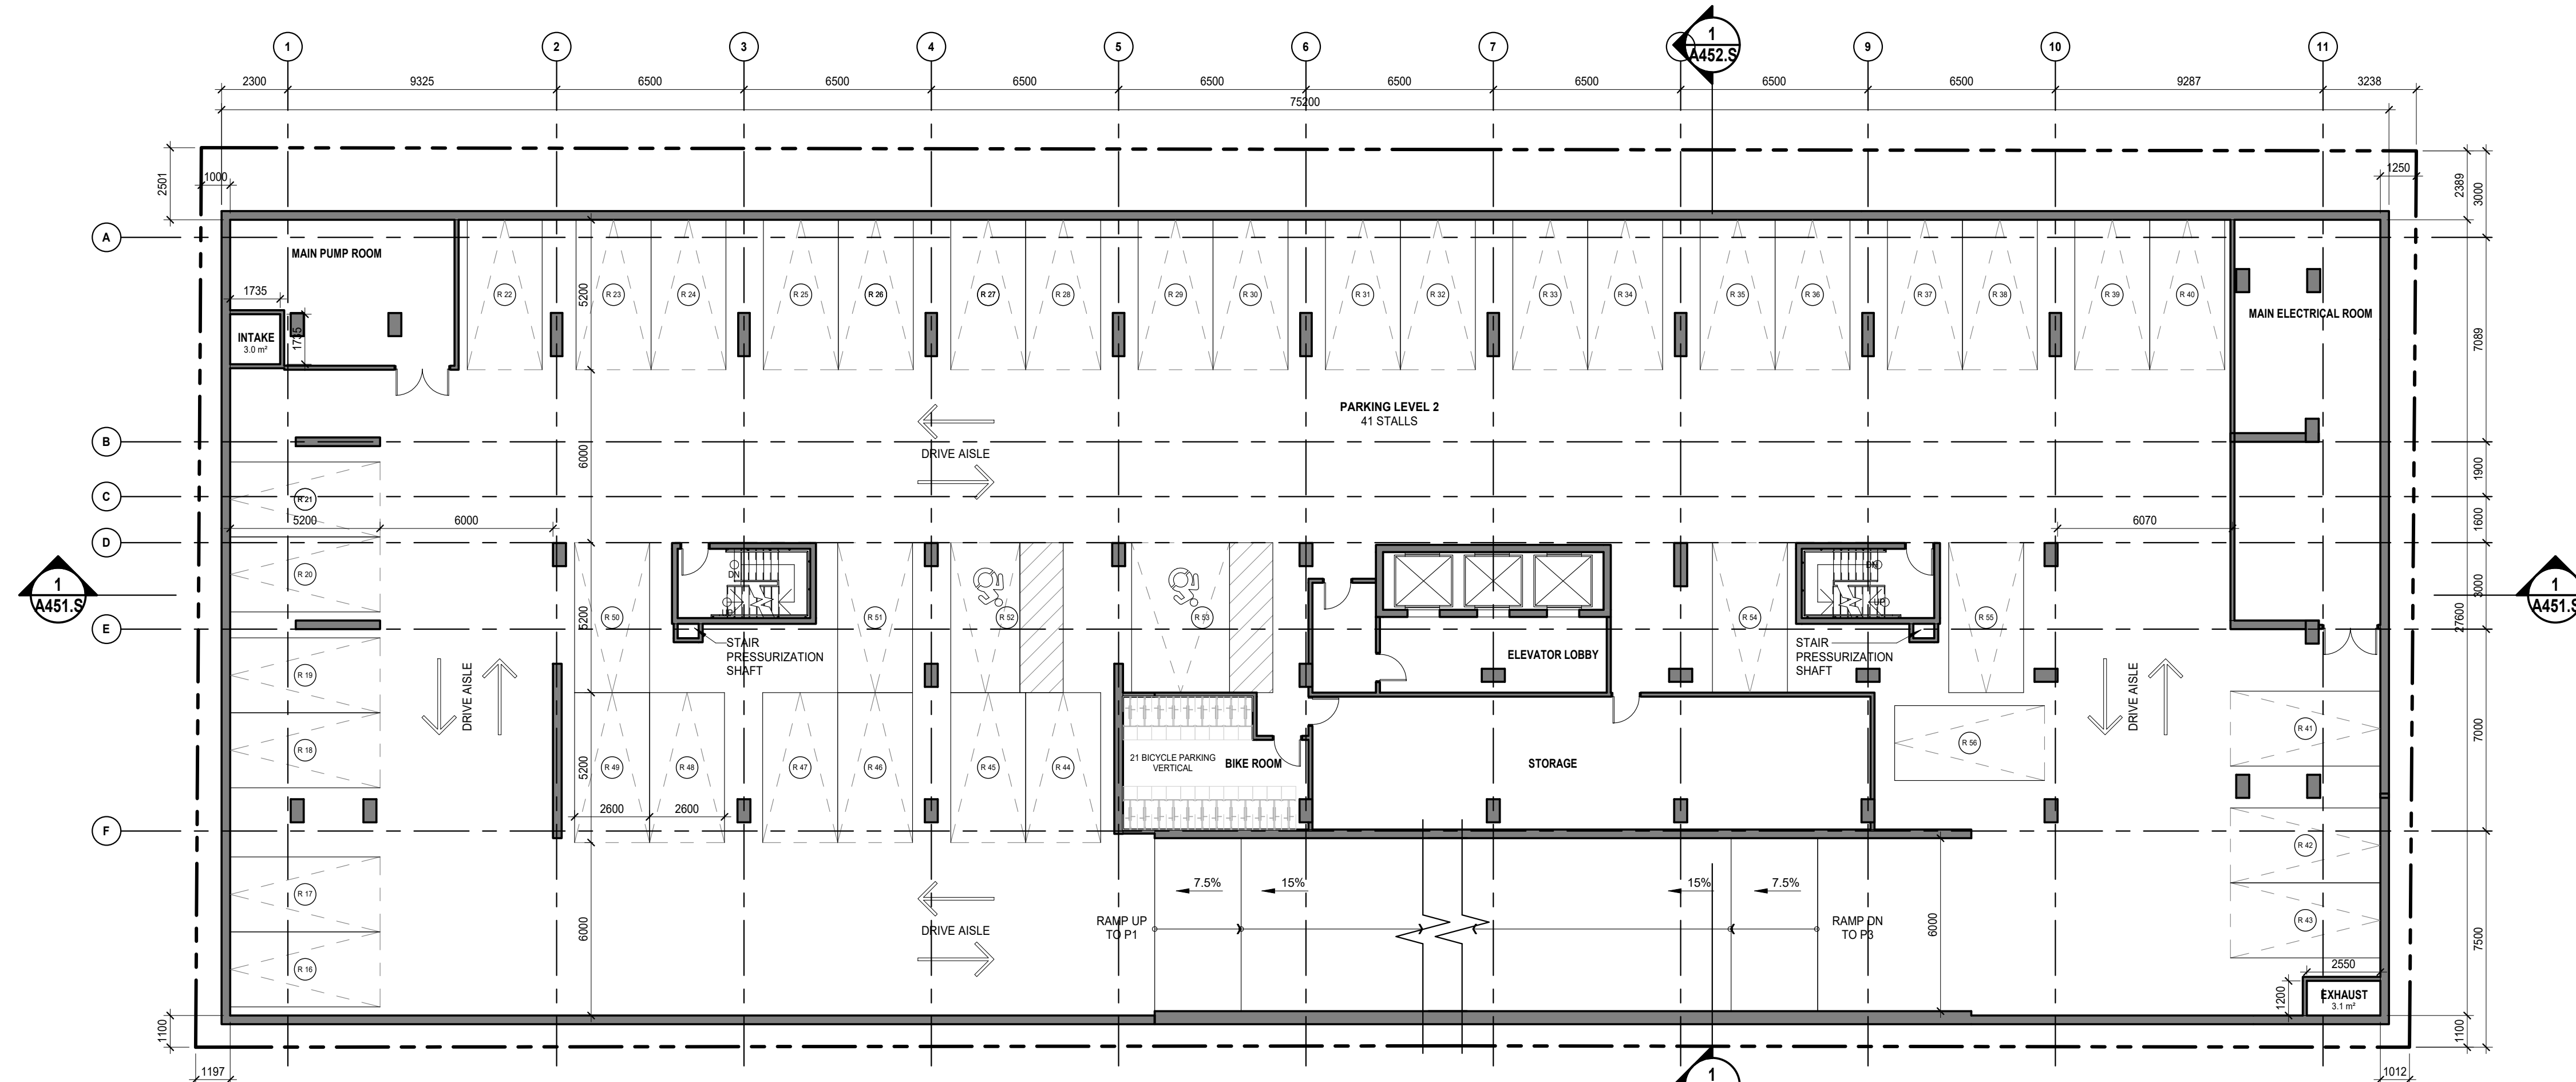 1
A452.S
1
2
3
4
5
6
7
9
10
11
2300
9325
6500
6500
6500
6500
6500
6500
6500
6500
9287
3238
75200
2501
1000
1250
2389
3000
A
B
C
D
E
F
MAIN PUMP ROOM
1735
INTAKE
3.0 m²
1735
R 22
R 23
R 24
R 25
R 26
R 27
R 28
R 29
R 30
R 31
R 32
R 33
R 34
R 35
R 36
R 37
R 38
R 39
R 40
5200
MAIN ELECTRICAL ROOM
7089
PARKING LEVEL 2
41 STALLS
DRIVE AISLE
6000
1900
R 21
5200
6000
6070
1600
R 20
1
A451.S
1
A451.S
DN
UP
DN
UP
3000
27600
R 50
5200
R 51
R 52
R 53
R 54
R 55
STAIR
PRESSURIZATION
SHAFT
ELEVATOR LOBBY
STAIR
PRESSURIZATION
SHAFT
R 19
R 18
DRIVE AISLE
DRIVE AISLE
7000
R 41
R 56
R 49
R 48
R 47
R 46
R 45
R 44
5200
2600
2600
21 BICYCLE PARKING
VERTICAL
BIKE ROOM
STORAGE
R 42
R 43
R 17
R 16
6000
DRIVE AISLE
7.5%
15%
15%
7.5%
RAMP UP
TO P1
RAMP DN
TO P3
6000
7500
2550
1200
EXHAUST
3.1 m²
1100
1100
1197
1012
1